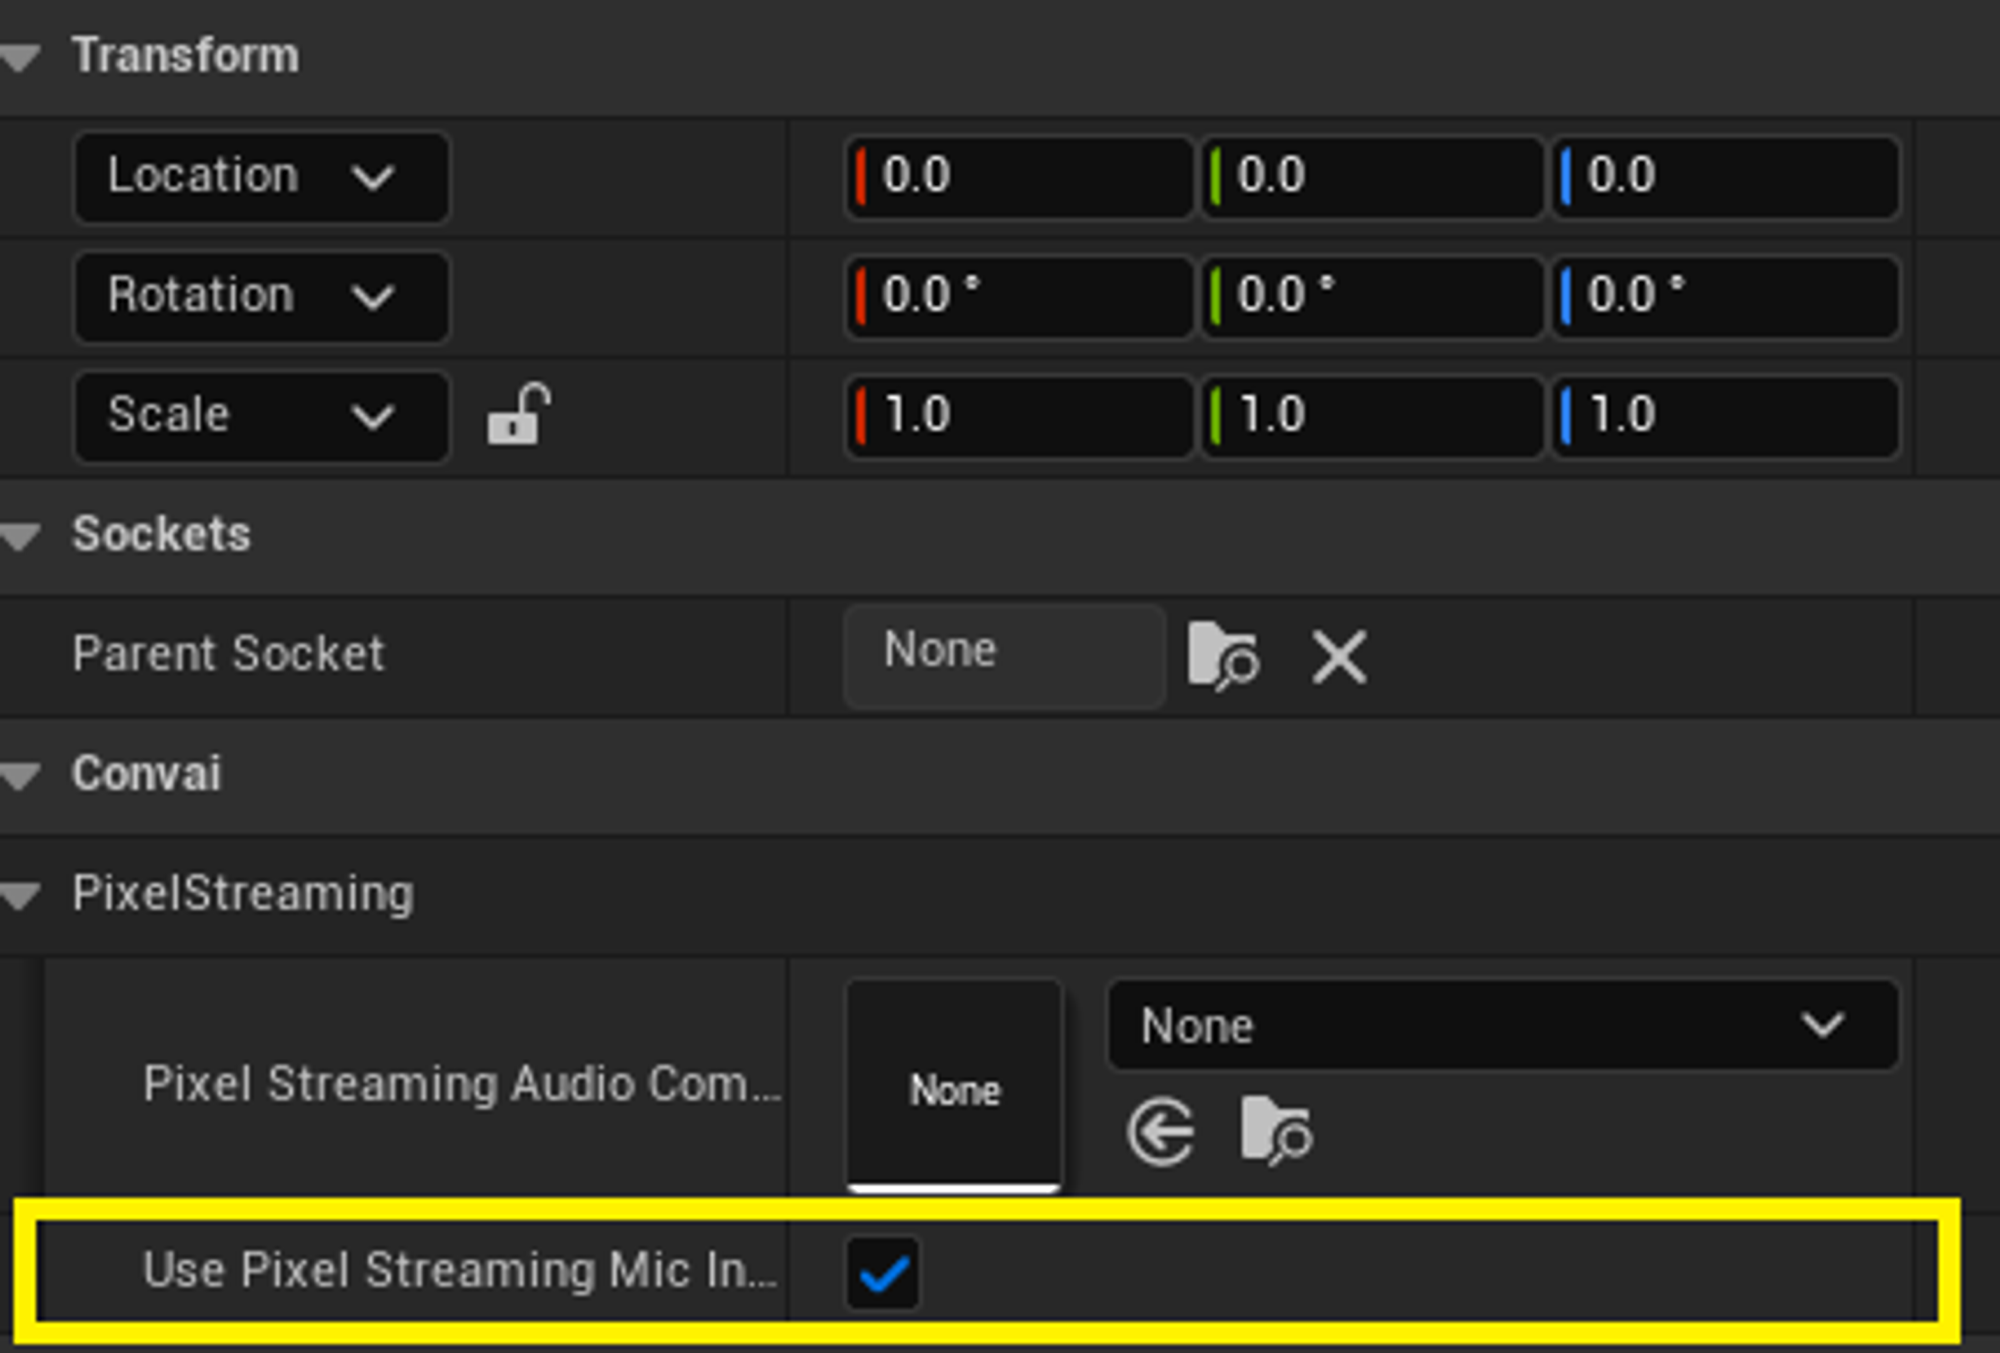 Transform
Location 0.0 0.0 0.0
Rotation 0.0 ° 0.0 ° 0.0 °
Scale 1.0 1.0 1.0
Sockets
Parent Socket None
Convai
PixelStreaming
None
Pixel Streaming Audio Com... None
Use Pixel Streaming Mic In...